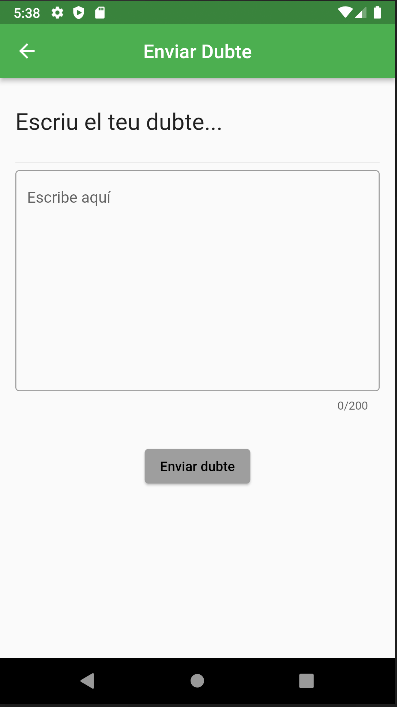 5:38
Enviar Dubte
Escriu el teu dubte...
Escribe aquí
0/200
Enviar dubte